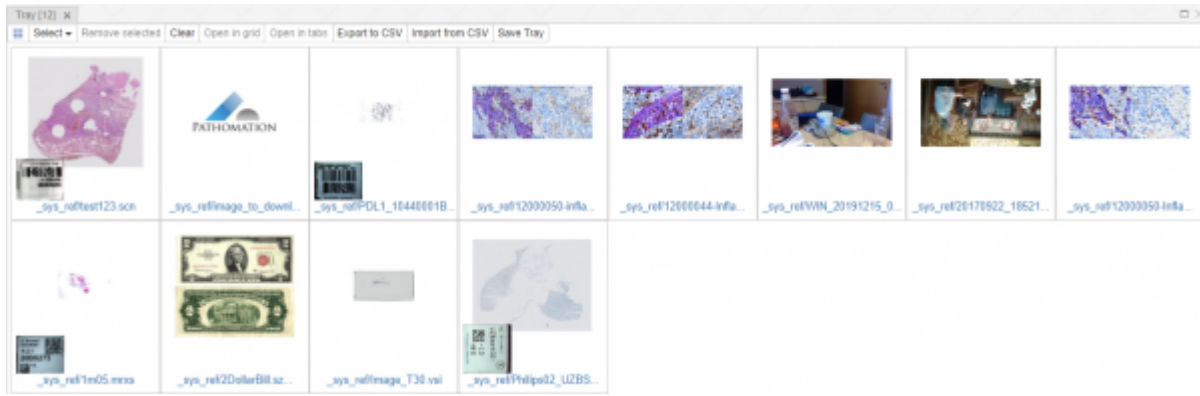 Tray [12] ×
Select Remove selected Clear Open in grid Open in tabs Export to CSV Import from CSV Save Tray
PATHOMATION
_sys_ref/test123.scn
_sys_ref/image_to_downl...
_sys_ref/PDL1_10440001B...
_sys_ref/12000050-infla...
_sys_ref/12000044-Infla...
_sys_ref/WIN_20191215_0...
_sys_ref/20170922_18521...
_sys_ref/12000050-Infla...
_sys_ref/1m05.mrxs
_sys_ref/2DollarBill.sz...
_sys_ref/Image_T30.vsi
_sys_ref/Philips02_UZBS...